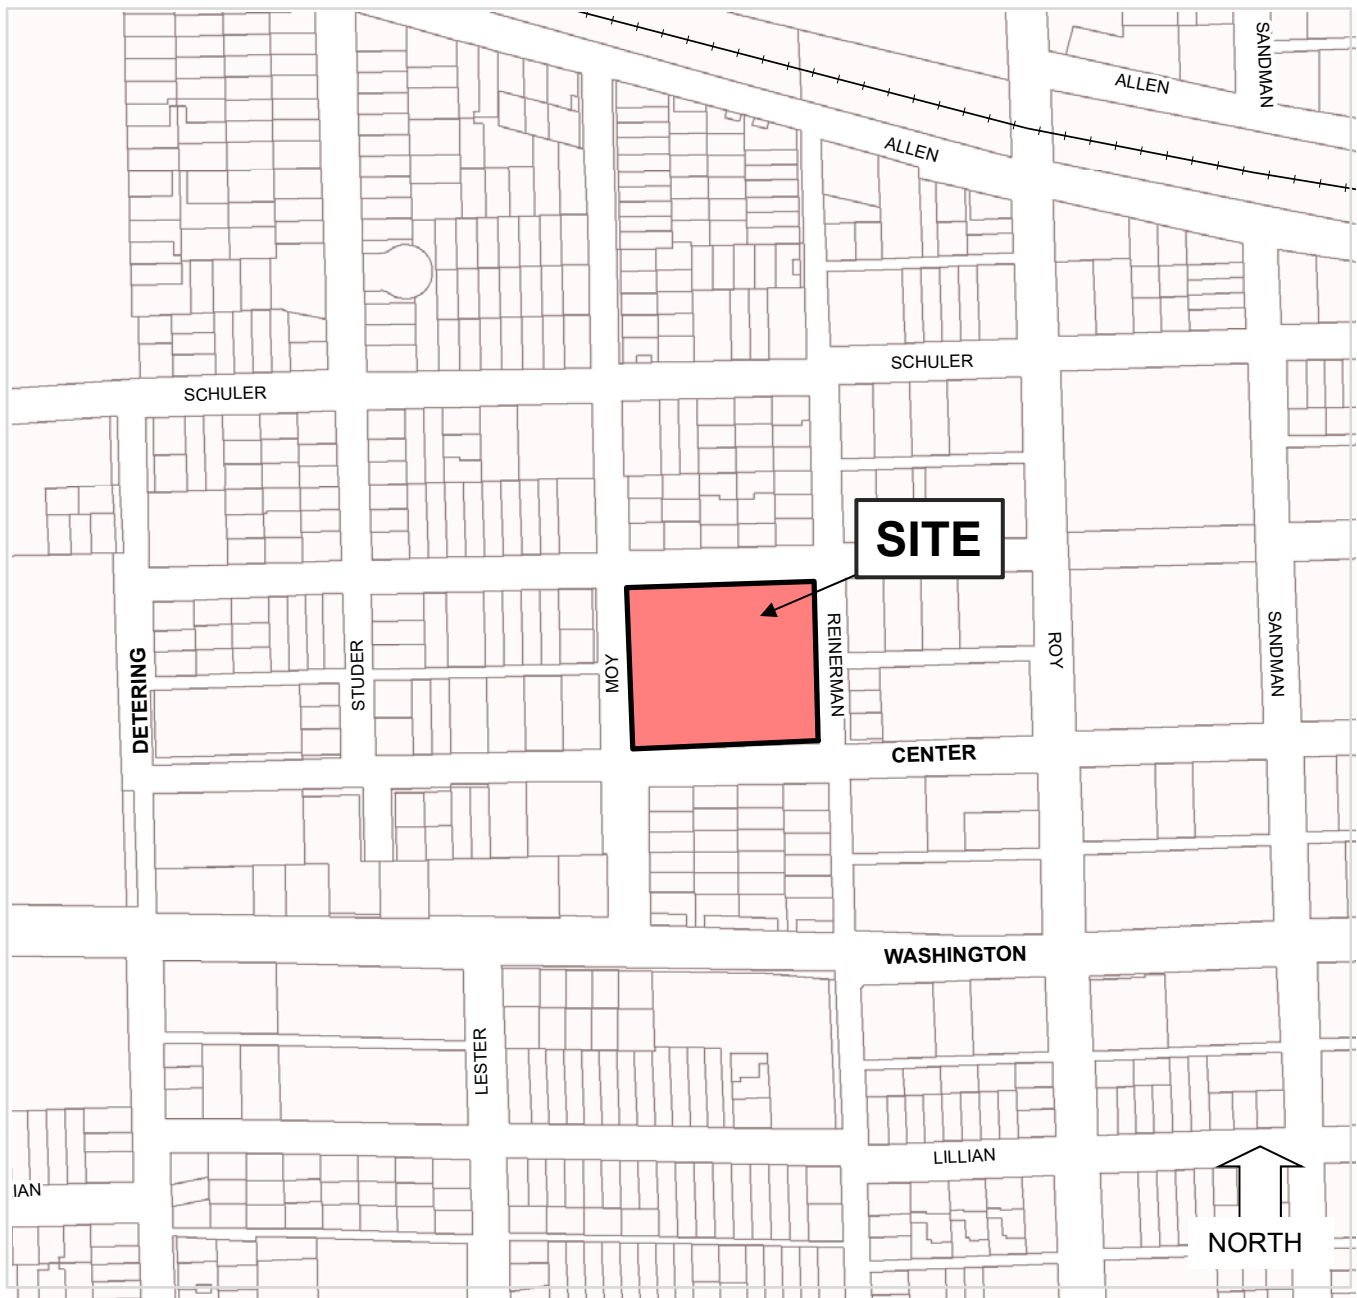 SANDMAN
ALLEN
ALLEN
SCHULER
SCHULER
SITE
DETERING
STUDER
MOY
REINERMAN
ROY
SANDMAN
CENTER
WASHINGTON
LESTER
LILLIAN
IAN
NORTH